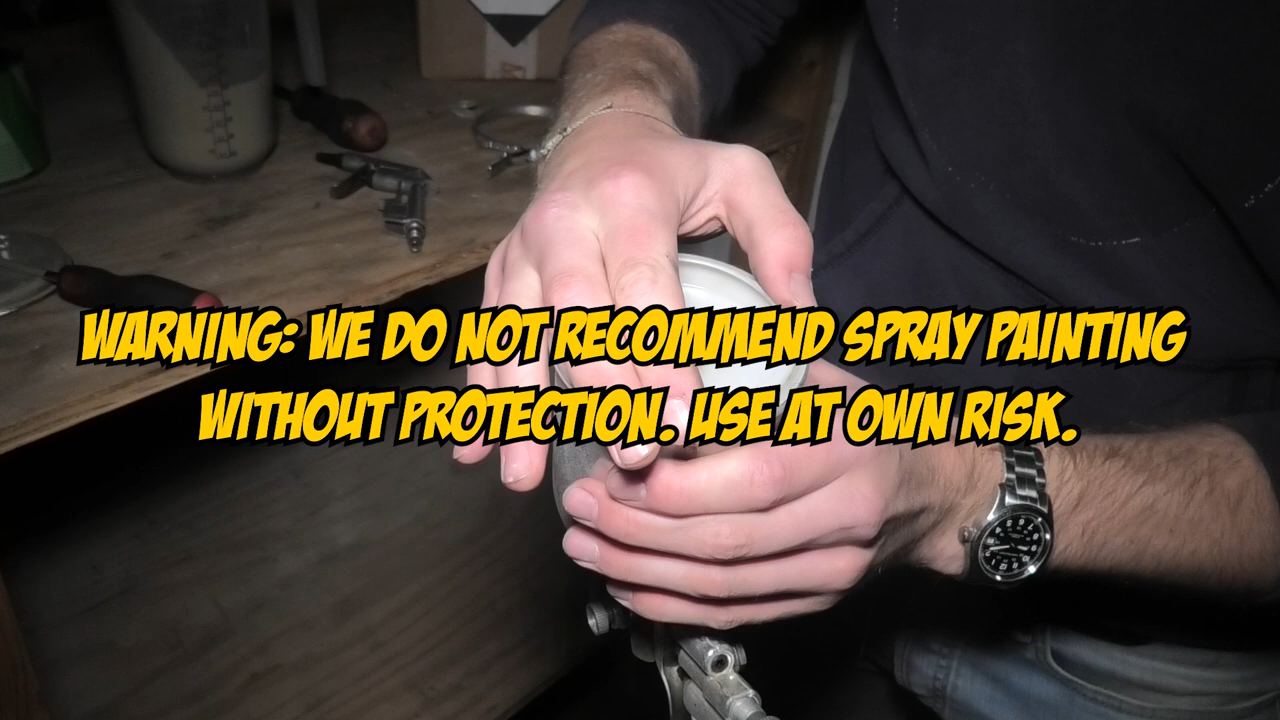 WARNING: WE DO NOT RECOMMEND SPRAY PAINTING
WITHOUT PROTECTION. USE AT OWN RISK.